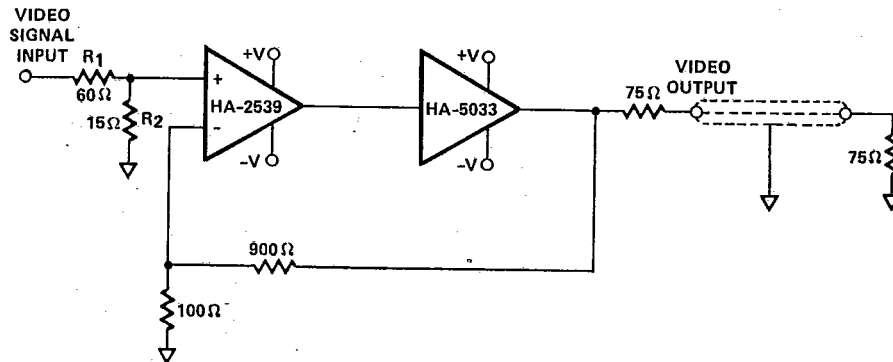 VIDEO
SIGNAL
INPUT
R1
60Ω
15Ω
R2
+
-
HA-2539
+V
-V
HA-5033
+V
-V
75Ω
VIDEO
OUTPUT
75Ω
900Ω
100Ω